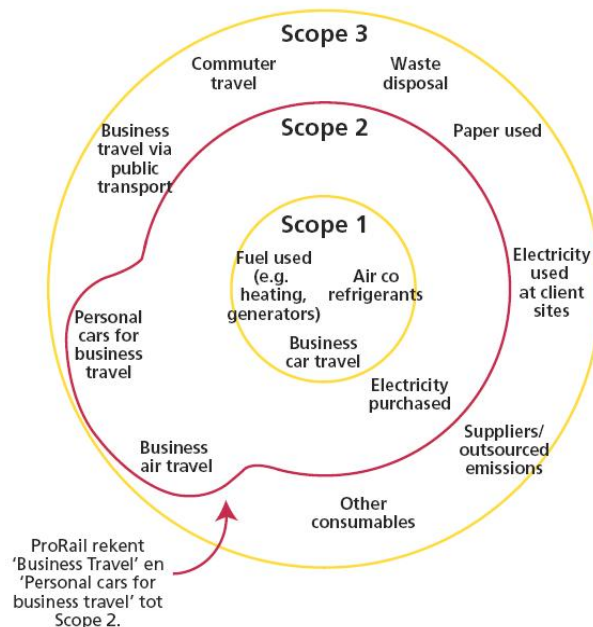 Scope 3
Commuter
travel
Waste
disposal
Business
travel via
public
transport
Scope 2
Paper used
Scope 1
Fuel used
(e.g.
heating,
generators)
Air co
refrigerants
Business
car travel
Electricity
used
at client
sites
Personal
cars for
business
travel
Electricity
purchased
Business
air travel
Suppliers/
outsourced
emissions
Other
consumables
ProRail rekent
‘Business Travel’ en
‘Personal cars for
business travel’ tot
Scope 2.